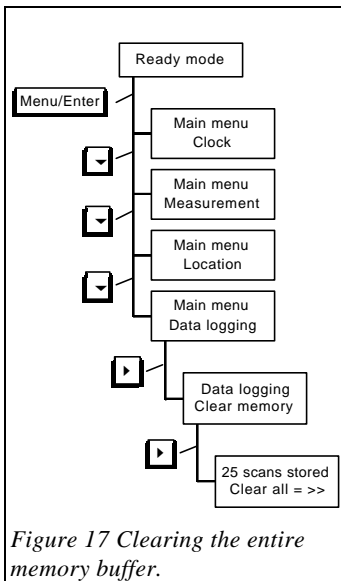 Ready mode
Menu/Enter
Main menu
Clock
Main menu
Measurement
Main menu
Location
Main menu
Data logging
Data logging
Clear memory
25 scans stored
Clear all = >>
Figure 17 Clearing the entire
memory buffer.